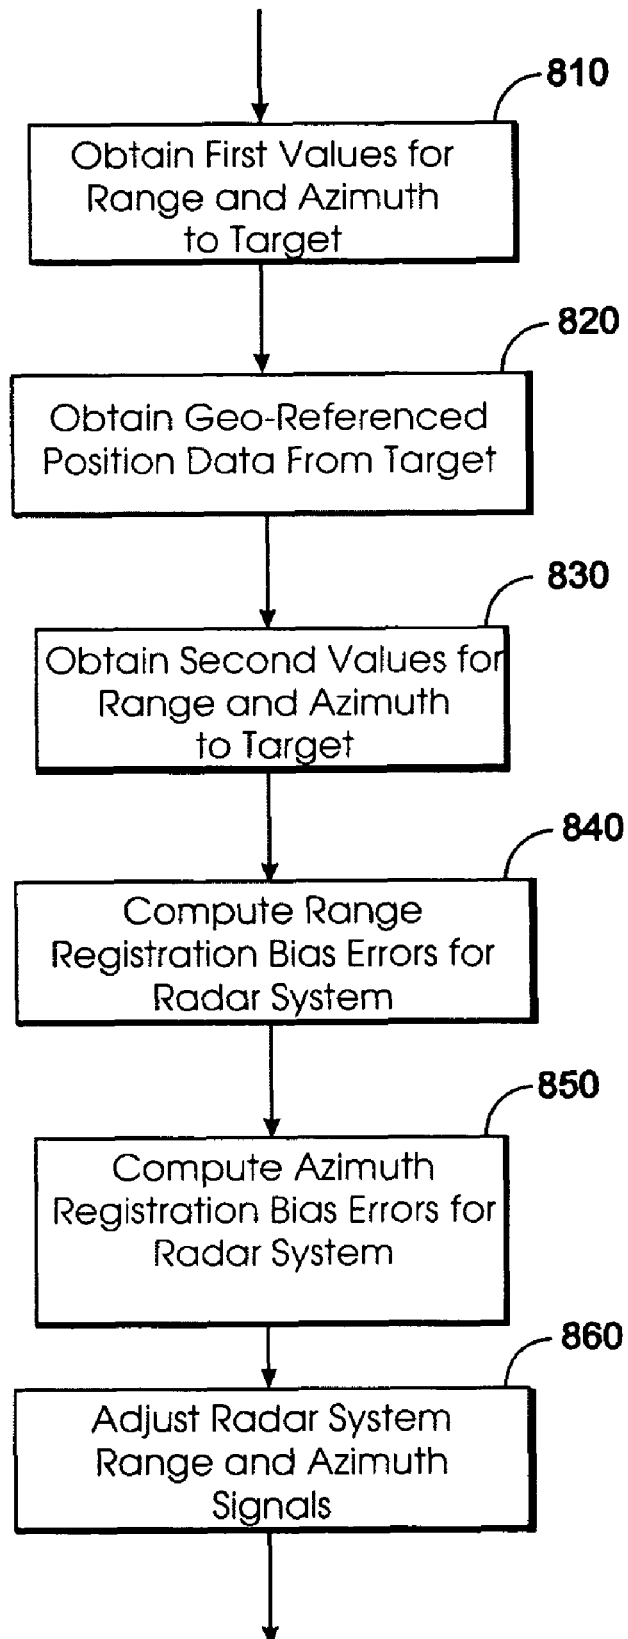 810
Obtain First Values for
Range and Azimuth
to Target
820
Obtain Geo-Referenced
Position Data From Target
830
Obtain Second Values for
Range and Azimuth
to Target
840
Compute Range
Registration Bias Errors for
Radar System
850
Compute Azimuth
Registration Bias Errors for
Radar System
860
Adjust Radar System
Range and Azimuth
Signals